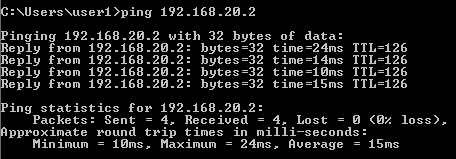 C:\Users\user1>ping 192.168.20.2
Pinging 192.168.20.2 with 32 bytes of data:
Reply from 192.168.20.2: bytes=32 time=24ms TTL=126
Reply from 192.168.20.2: bytes=32 time=14ms TTL=126
Reply from 192.168.20.2: bytes=32 time=10ms TTL=126
Reply from 192.168.20.2: bytes=32 time=15ms TTL=126
Ping statistics for 192.168.20.2:
    Packets: Sent = 4, Received = 4, Lost = 0 (0% loss),
Approximate round trip times in milli-seconds:
    Minimum = 10ms, Maximum = 24ms, Average = 15ms